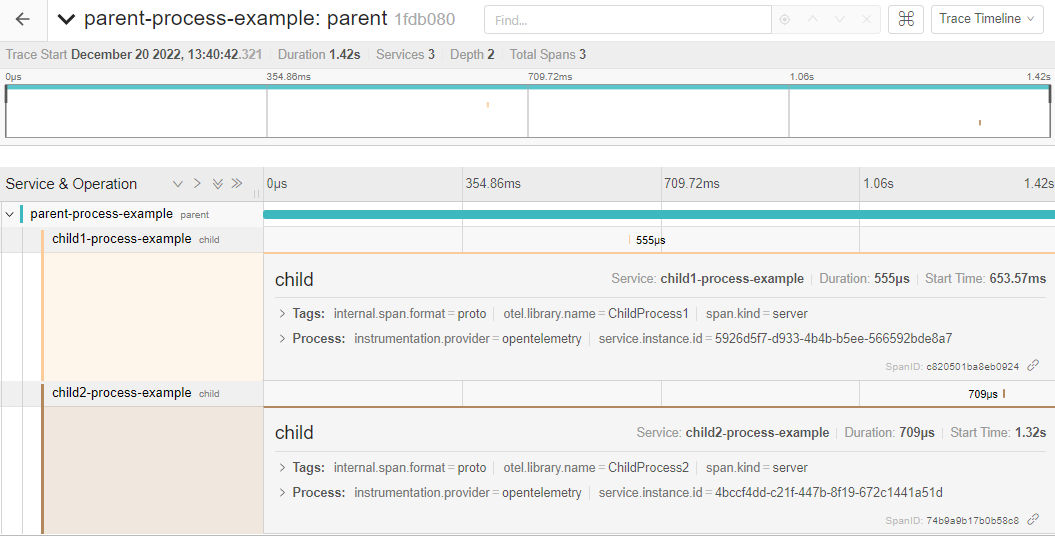 parent-process-example: parent 1fdb080 Find... Trace Timeline
Trace Start December 20 2022, 13:40:42.321 Duration 1.42s Services 3 Depth 2 Total Spans 3
0μs 354.86ms 709.72ms 1.06s 1.42s
Service & Operation 0μs 354.86ms 709.72ms 1.06s 1.42s
parent-process-example parent
child1-process-example child 555μs
child Service: child1-process-example Duration: 555μs Start Time: 653.57ms
Tags: internal.span.format = proto otel.library.name = ChildProcess1 span.kind = server
Process: instrumentation.provider = opentelemetry service.instance.id = 5926d5f7-d933-4b4b-b5ee-566592bde8a7
SpanID: c820501ba8eb0924
child2-process-example child 709μs
child Service: child2-process-example Duration: 709μs Start Time: 1.32s
Tags: internal.span.format = proto otel.library.name = ChildProcess2 span.kind = server
Process: instrumentation.provider = opentelemetry service.instance.id = 4bccf4dd-c21f-447b-8f19-672c1441a51d
SpanID: 74b9a9b17b0b58c8